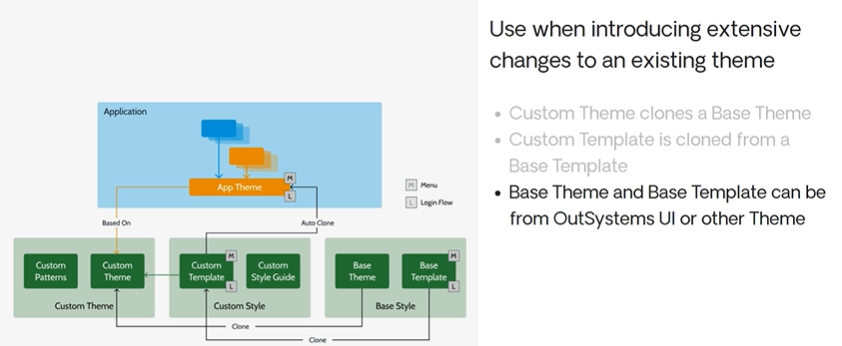 Use when introducing extensive
changes to an existing theme
• Custom Theme clones a Base Theme
• Custom Template is cloned from a
Base Template
• Base Theme and Base Template can be
from OutSystems UI or other Theme
Application
App Theme
M
L
M Menu
L Login Flow
Based On
Auto Clone
Custom
Patterns
Custom
Theme
Custom Theme
Custom
Template
M
L
Custom
Style Guide
Custom Style
Base
Theme
Base
Template
M
L
Base Style
Clone
Clone